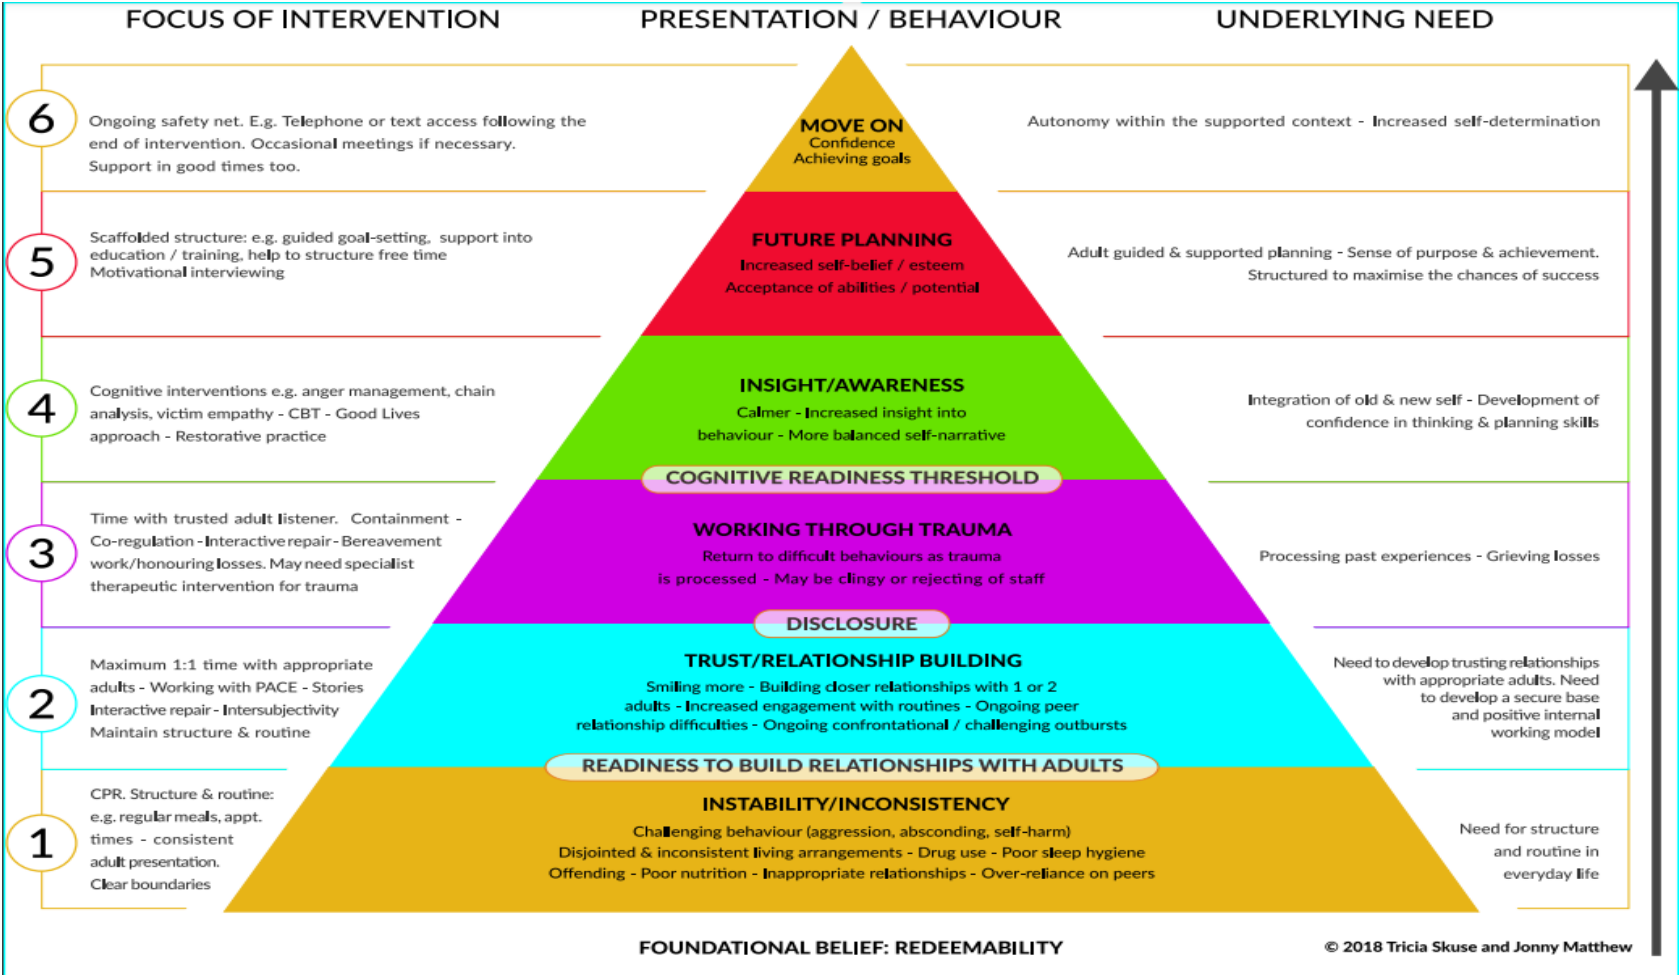 FOCUS OF INTERVENTION
PRESENTATION / BEHAVIOUR
UNDERLYING NEED
6
Ongoing safety net. E.g. Telephone or text access following the
end of intervention. Occasional meetings if necessary.
Support in good times too.
MOVE ON
Confidence
Achieving goals
Autonomy within the supported context - Increased self-determination
5
Scaffolded structure: e.g. guided goal-setting, support into
education / training, help to structure free time
Motivational interviewing
FUTURE PLANNING
Increased self-belief / esteem
Acceptance of abilities / potential
Adult guided & supported planning - Sense of purpose & achievement.
Structured to maximise the chances of success
4
Cognitive interventions e.g. anger management, chain
analysis, victim empathy - CBT - Good Lives
approach - Restorative practice
INSIGHT/AWARENESS
Calmer - Increased insight into
behaviour - More balanced self-narrative
Integration of old & new self - Development of
confidence in thinking & planning skills
COGNITIVE READINESS THRESHOLD
3
Time with trusted adult listener. Containment -
Co-regulation - Interactive repair - Bereavement
work/honouring losses. May need specialist
therapeutic intervention for trauma
WORKING THROUGH TRAUMA
Return to difficult behaviours as trauma
is processed - May be clingy or rejecting of staff
Processing past experiences - Grieving losses
DISCLOSURE
2
Maximum 1:1 time with appropriate
adults - Working with PACE - Stories
Interactive repair - Intersubjectivity
Maintain structure & routine
TRUST/RELATIONSHIP BUILDING
Smiling more - Building closer relationships with 1 or 2
adults - Increased engagement with routines - Ongoing peer
relationship difficulties - Ongoing confrontational / challenging outbursts
Need to develop trusting relationships
with appropriate adults. Need
to develop a secure base
and positive internal
working model
READINESS TO BUILD RELATIONSHIPS WITH ADULTS
1
CPR. Structure & routine:
e.g. regular meals, appt.
times - consistent
adult presentation.
Clear boundaries
INSTABILITY/INCONSISTENCY
Challenging behaviour (aggression, absconding, self-harm)
Disjointed & inconsistent living arrangements - Drug use - Poor sleep hygiene
Offending - Poor nutrition - Inappropriate relationships - Over-reliance on peers
Need for structure
and routine in
everyday life
FOUNDATIONAL BELIEF: REDEEMABILITY
© 2018 Tricia Skuse and Jonny Matthew